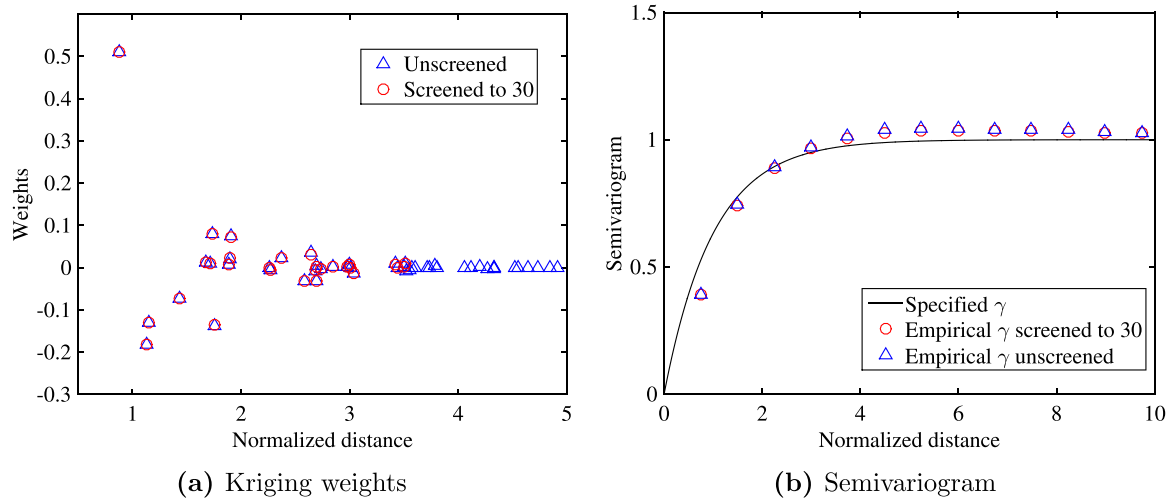 0.5
0.4
0.3
0.2
0.1
0
-0.1
-0.2
-0.3
Weights
1 2 3 4 5
Normalized distance
Unscreened
Screened to 30
(a) Kriging weights
1.5
1
0.5
0
Semivariogram
0 2 4 6 8 10
Normalized distance
Specified γ
Empirical γ screened to 30
Empirical γ unscreened
(b) Semivariogram